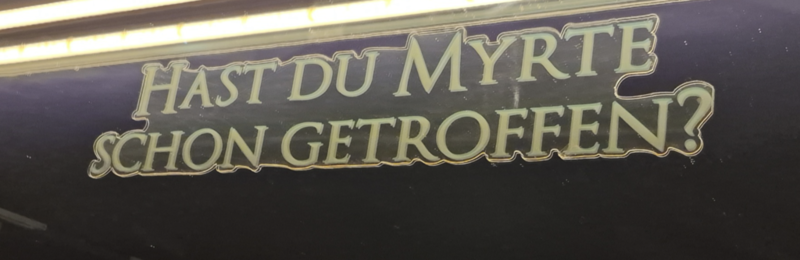 HAST DU MYRTE
SCHON GETROFFEN?